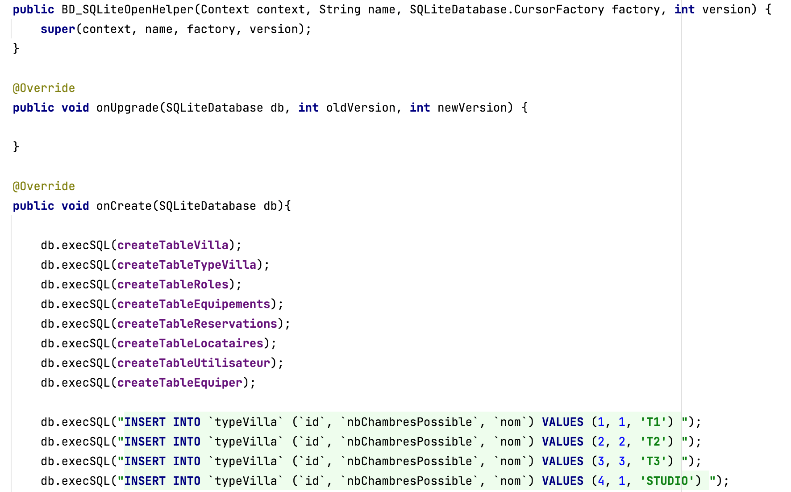 public BD_SQLiteOpenHelper(Context context, String name, SQLiteDatabase.CursorFactory factory, int version) {
super(context, name, factory, version);
}
@Override
public void onUpgrade(SQLiteDatabase db, int oldVersion, int newVersion) {
}
@Override
public void onCreate(SQLiteDatabase db){
db.execSQL(createTableVilla);
db.execSQL(createTableTypeVilla);
db.execSQL(createTableRoles);
db.execSQL(createTableEquipements);
db.execSQL(createTableReservations);
db.execSQL(createTableLocataires);
db.execSQL(createTableUtilisateur);
db.execSQL(createTableEquiper);
db.execSQL("INSERT INTO `typeVilla` (`id`, `nbChambresPossible`, `nom`) VALUES (1, 1, 'T1') ");
db.execSQL("INSERT INTO `typeVilla` (`id`, `nbChambresPossible`, `nom`) VALUES (2, 2, 'T2') ");
db.execSQL("INSERT INTO `typeVilla` (`id`, `nbChambresPossible`, `nom`) VALUES (3, 3, 'T3') ");
db.execSQL("INSERT INTO `typeVilla` (`id`, `nbChambresPossible`, `nom`) VALUES (4, 1, 'STUDIO') ");